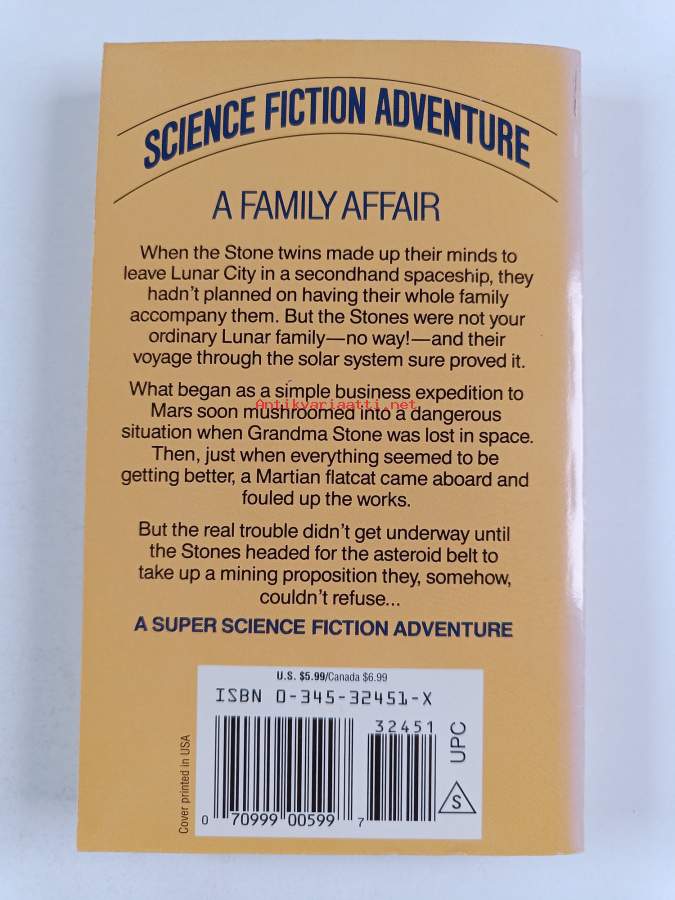 SCIENCE FICTION ADVENTURE
A FAMILY AFFAIR
When the Stone twins made up their minds to
leave Lunar City in a secondhand spaceship, they
hadn't planned on having their whole family
accompany them. But the Stones were not your
ordinary Lunar family—no way!—and their
voyage through the solar system sure proved it.
What began as a simple business expedition to
Antikvariaatti.net
Mars soon mushroomed into a dangerous
situation when Grandma Stone was lost in space.
Then, just when everything seemed to be
getting better, a Martian flatcat came aboard and
fouled up the works.
But the real trouble didn't get underway until
the Stones headed for the asteroid belt to
take up a mining proposition they, somehow,
couldn't refuse...
A SUPER SCIENCE FICTION ADVENTURE
U.S. $5.99/Canada $6.99
ISBN 0-345-32451-X
32451
0 70999 00599 7
UPC
S
Cover printed in USA